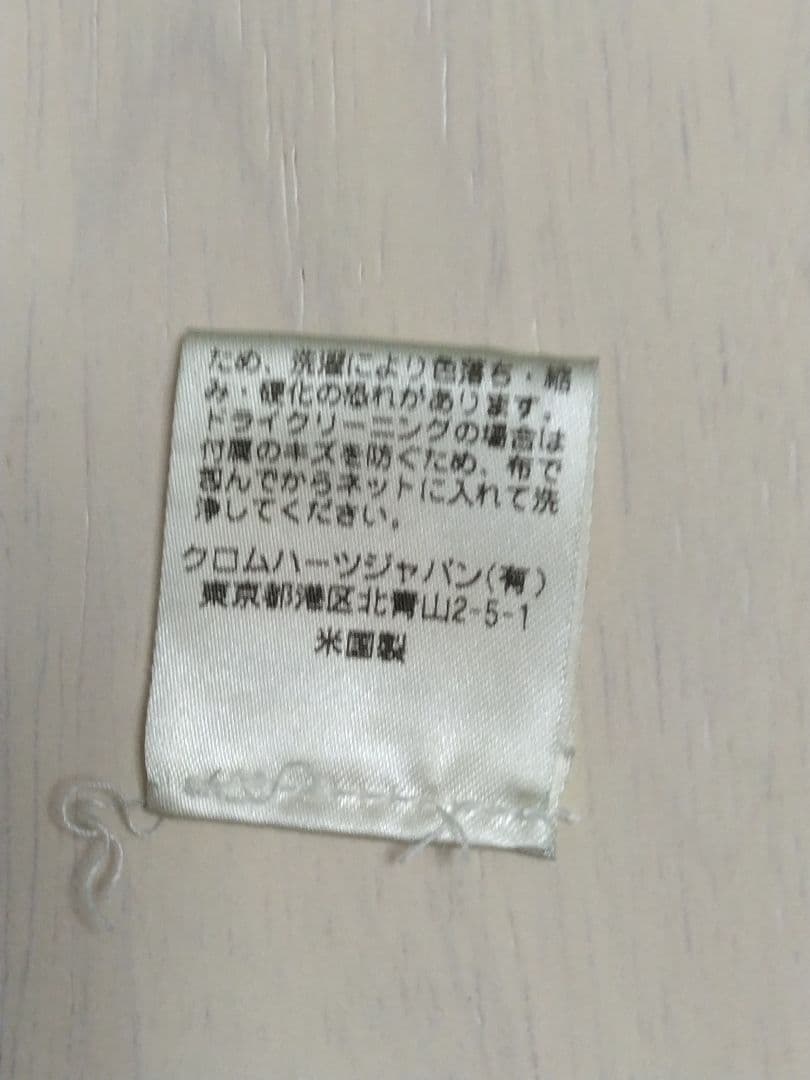 ため、洗濯により色落ち・縮
み・硬化の恐れがあります。
ドライクリーニングの場合は
付属のキズを防ぐため、布で
包んでからネットに入れて洗
浄してください。
クロムハーツジャパン(有)
東京都港区北青山2-5-1
米国製